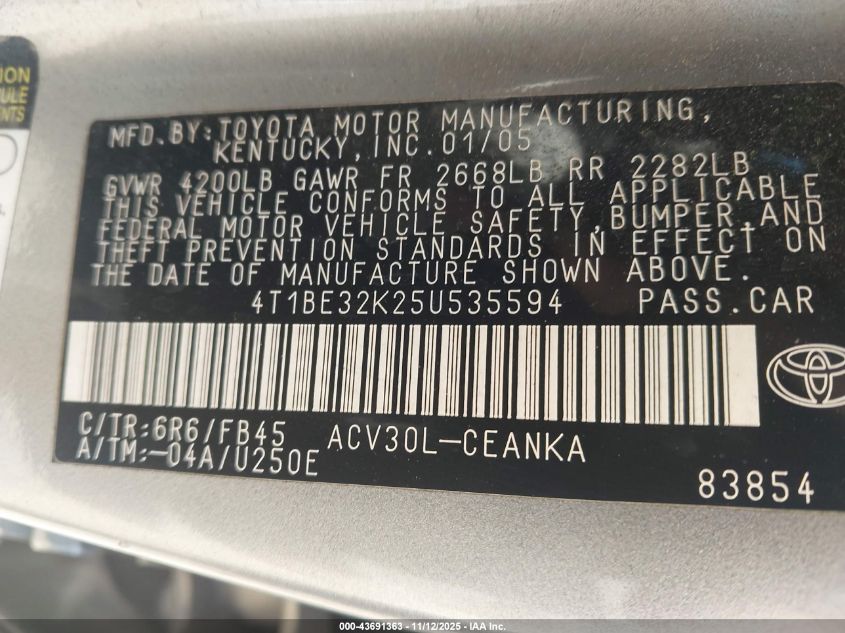 ION
ULE
ENTS
MFD.BY:TOYOTA MOTOR MANUFACTURING,
KENTUCKY,INC.01/05
GVWR 4200LB GAWR FR 2668LB RR 2282LB
THIS VEHICLE CONFORMS TO ALL APPLICABLE
FEDERAL MOTOR VEHICLE SAFETY,BUMPER,AND
THEFT PREVENTION STANDARDS IN EFFECT ON
THE DATE OF MANUFACTURE SHOWN ABOVE.
4T1BE32K25U535594 PASS.CAR
C/TR:6R6/FB45 ACV30L-CEANKA
A/TM:-04A/U250E
83854
000-43691363 - 11/12/2025 - IAA Inc.